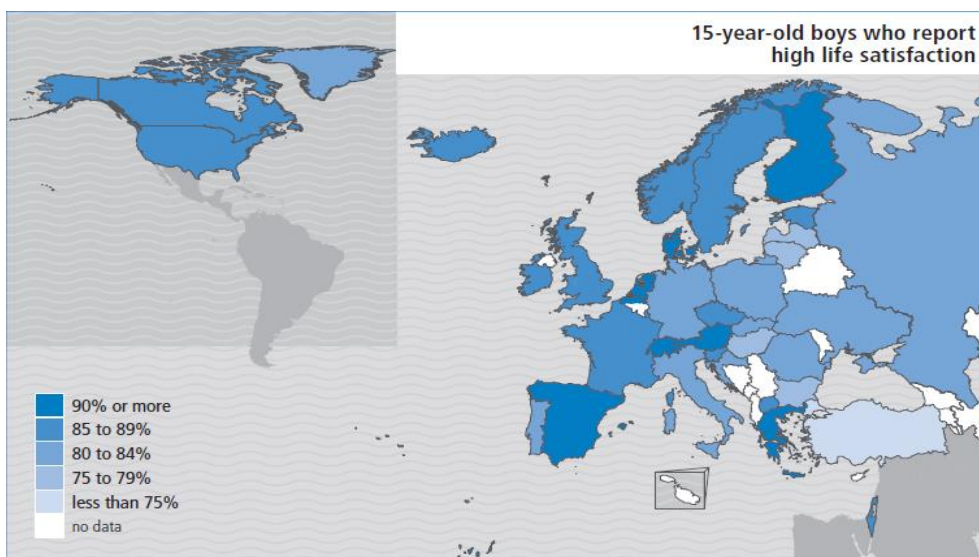 15-year-old boys who report
high life satisfaction
90% or more
85 to 89%
80 to 84%
75 to 79%
less than 75%
no data